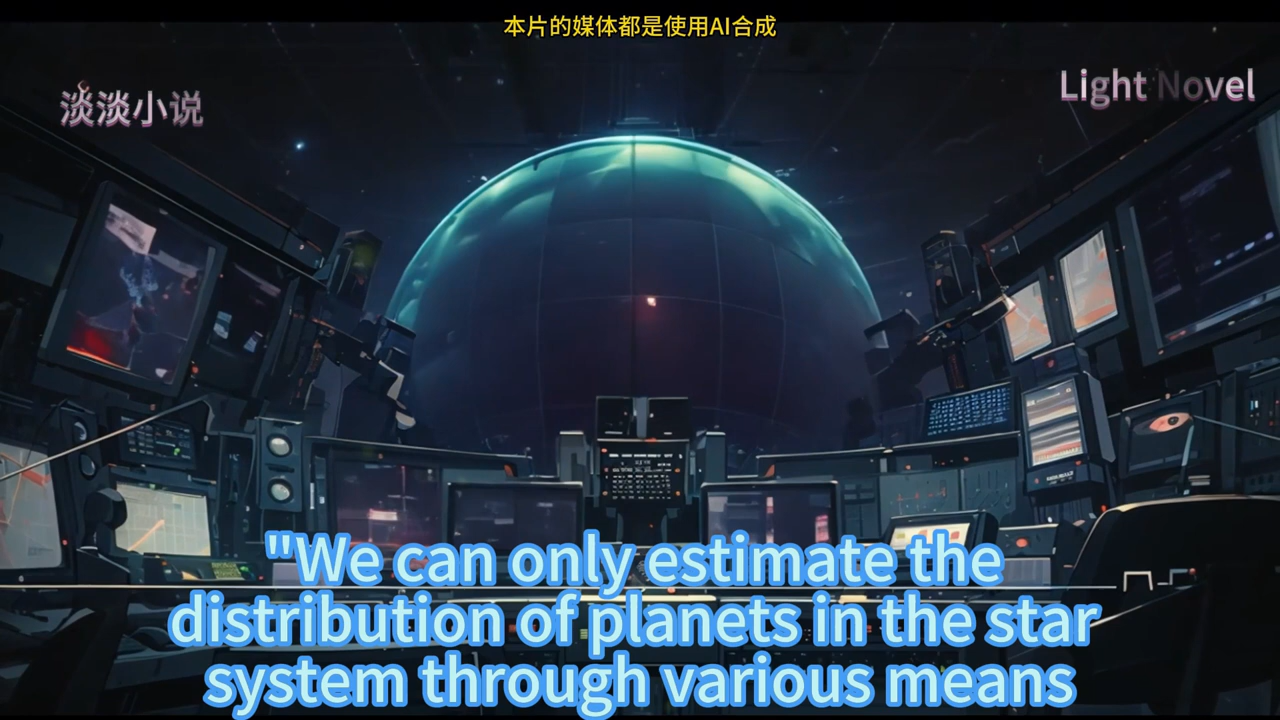 本片的媒体都是使用AI合成
淡淡小说
Light Novel
"We can only estimate the
distribution of planets in the star
system through various means